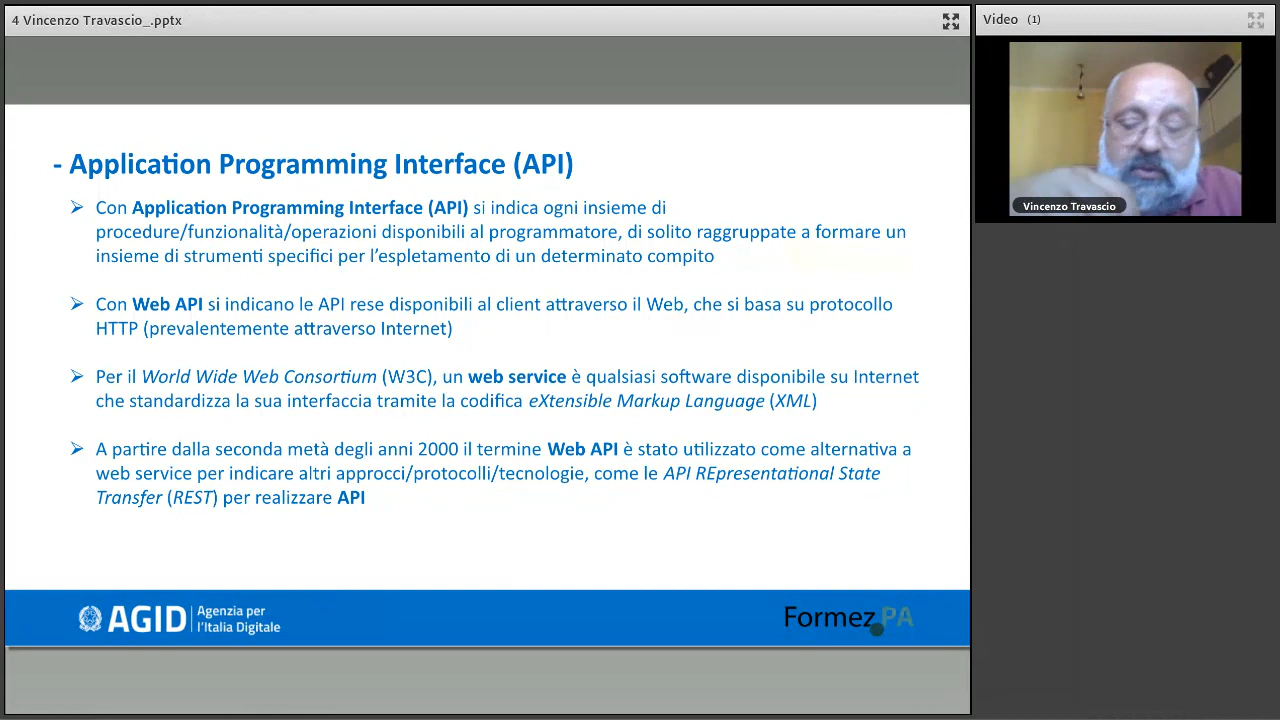 4 Vincenzo Travascio_.pptx
Video (1)
Vincenzo Travascio
- Application Programming Interface (API)
➢ Con Application Programming Interface (API) si indica ogni insieme di
procedure/funzionalità/operazioni disponibili al programmatore, di solito raggruppate a formare un
insieme di strumenti specifici per l'espletamento di un determinato compito
➢ Con Web API si indicano le API rese disponibili al client attraverso il Web, che si basa su protocollo
HTTP (prevalentemente attraverso Internet)
➢ Per il World Wide Web Consortium (W3C), un web service è qualsiasi software disponibile su Internet
che standardizza la sua interfaccia tramite la codifica eXtensible Markup Language (XML)
➢ A partire dalla seconda metà degli anni 2000 il termine Web API è stato utilizzato come alternativa a
web service per indicare altri approcci/protocolli/tecnologie, come le API REpresentational State
Transfer (REST) per realizzare API
AGID
Agenzia per
l'Italia Digitale
Formez PA